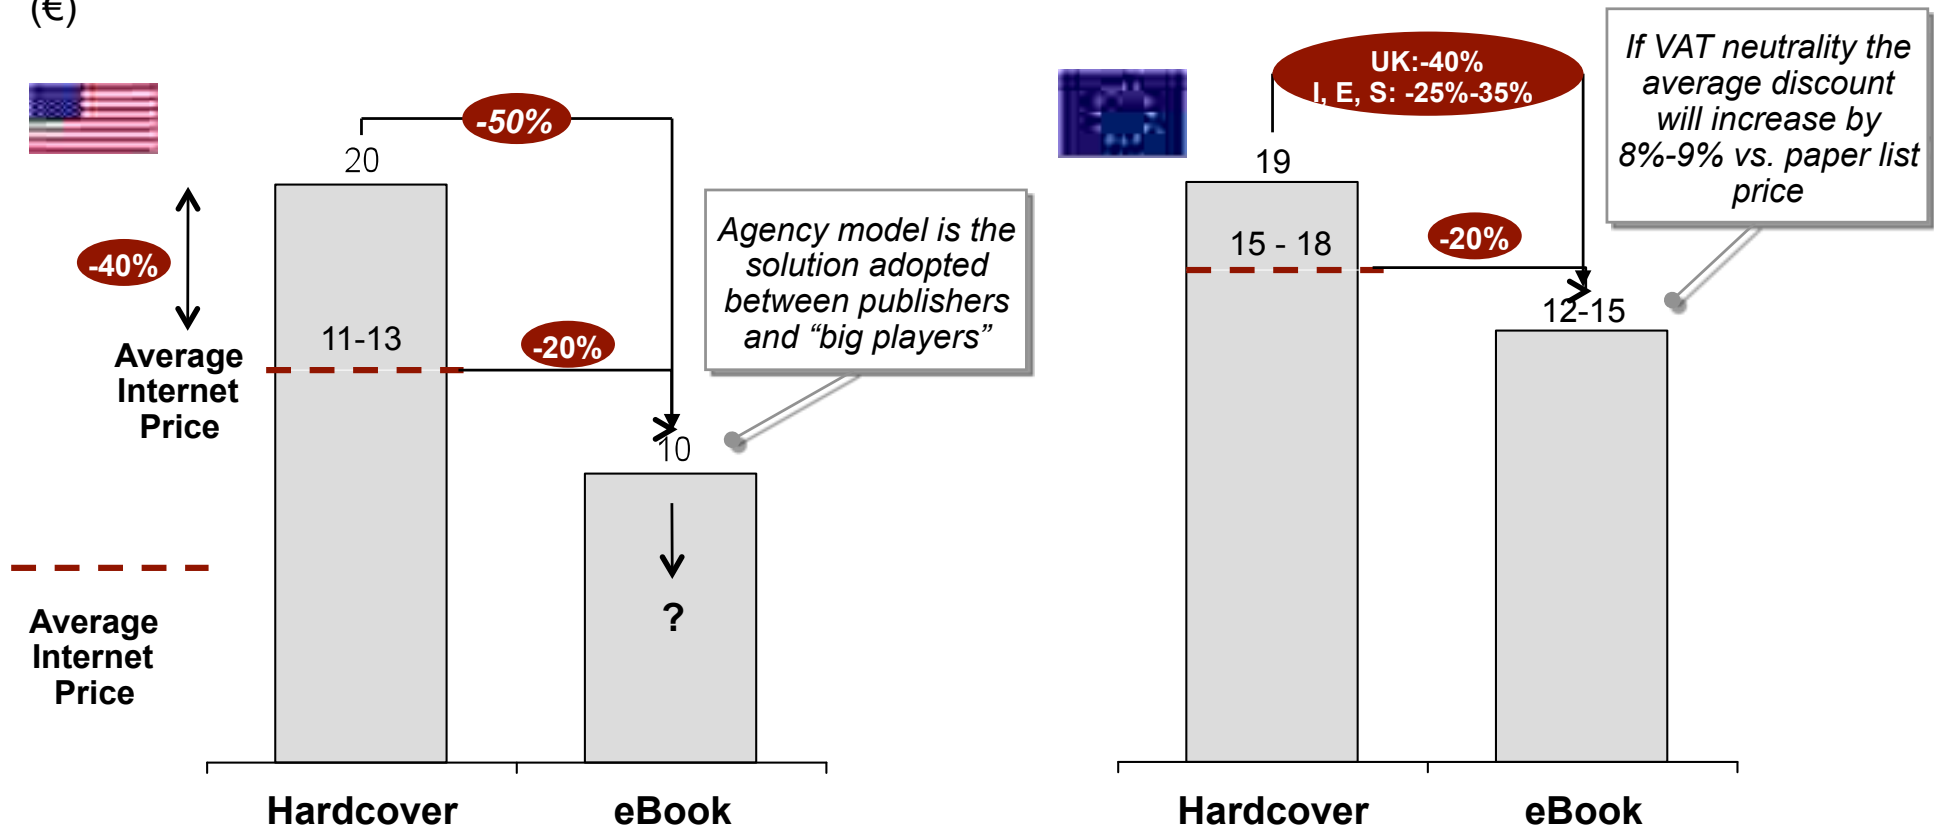 (€)
-50%
20
-40%
11-13
Average
Internet
Price
-20%
Agency model is the
solution adopted
between publishers
and “big players”
10
?
Average
Internet
Price
Hardcover
eBook
UK:-40%
I, E, S: -25%-35%
If VAT neutrality the
average discount
will increase by
8%-9% vs. paper list
price
19
15 - 18
-20%
12-15
Hardcover
eBook